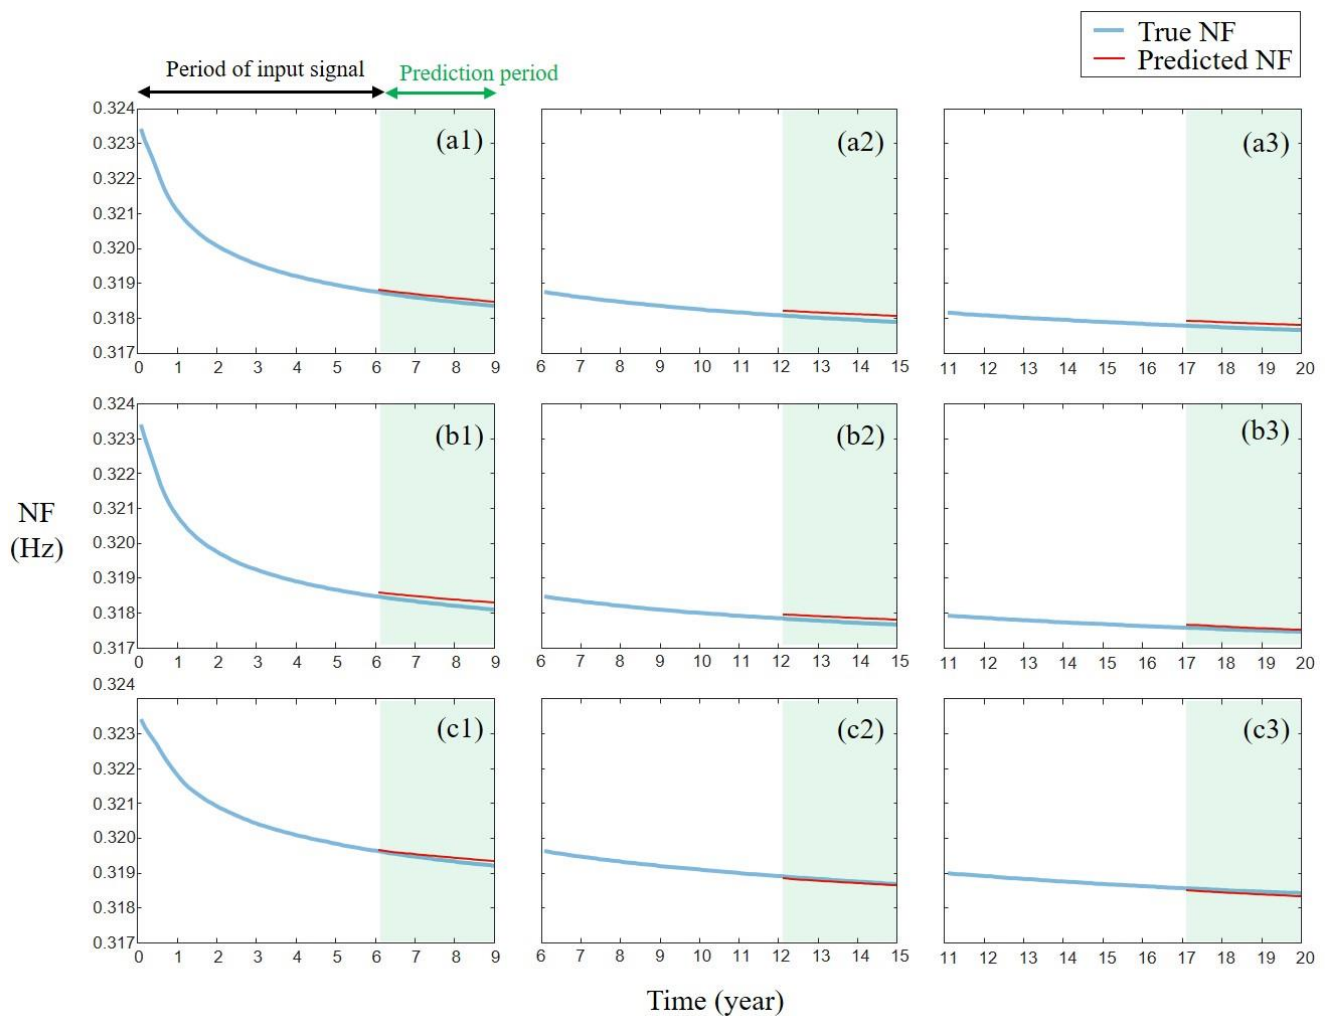 True NF
Predicted NF
Period of input signal
Prediction period
0.324
0.323
0.322
0.321
0.320
0.319
0.318
0.317
(a1)
(a2)
(a3)
0 1 2 3 4 5 6 7 8 9
6 7 8 9 10 11 12 13 14 15
11 12 13 14 15 16 17 18 19 20
0.324
0.323
0.322
0.321
0.320
0.319
0.318
0.317
(b1)
(b2)
(b3)
NF
(Hz)
0 1 2 3 4 5 6 7 8 9
6 7 8 9 10 11 12 13 14 15
11 12 13 14 15 16 17 18 19 20
0.324
0.323
0.322
0.321
0.320
0.319
0.318
0.317
(c1)
(c2)
(c3)
0 1 2 3 4 5 6 7 8 9
6 7 8 9 10 11 12 13 14 15
11 12 13 14 15 16 17 18 19 20
Time (year)